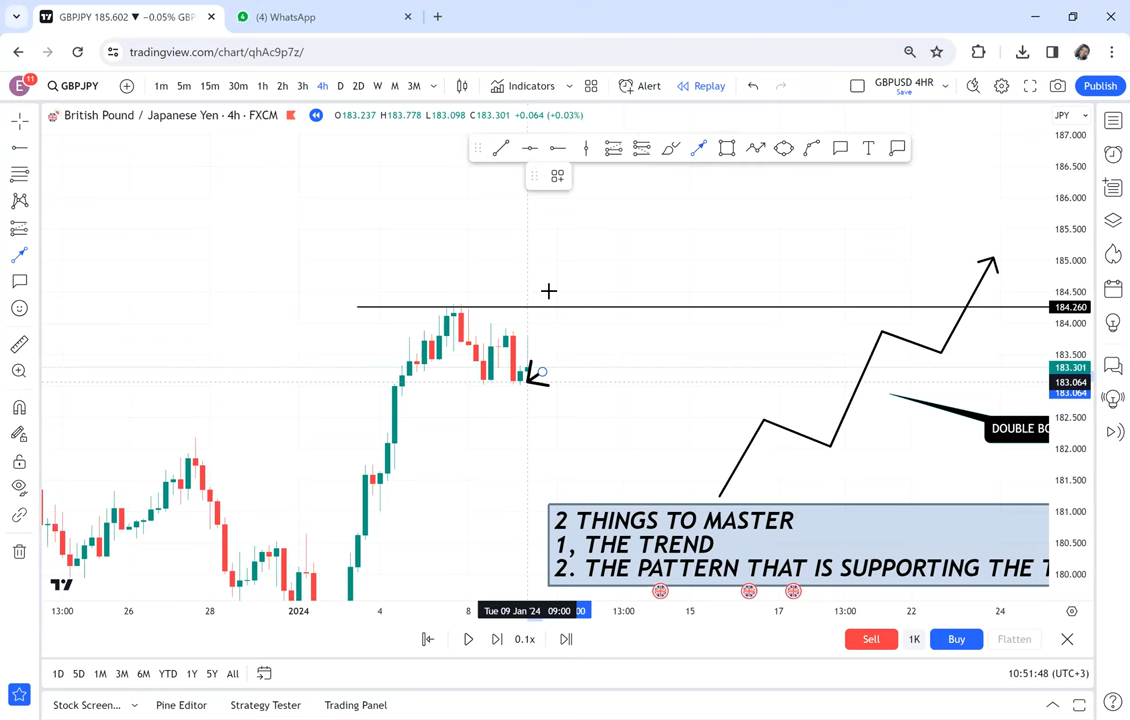 GBPJPY 185.602 ▼ −0.05% GBP
(4) WhatsApp
tradingview.com/chart/qhAc9p7z/
E 11 GBPJPY 1m 5m 15m 30m 1h 2h 3h 4h D 2D W M 3M Indicators Alert Replay GBPUSD 4HR Save Publish
British Pound / Japanese Yen · 4h · FXCM O183.237 H183.778 L183.098 C183.301 +0.064 (+0.03%) JPY
187.000
186.500
186.000
185.500
185.000
184.500
184.260
184.000
183.500
183.301
183.064
183.064
182.500
182.000
181.500
181.000
180.500
180.000
DOUBLE BO
2 THINGS TO MASTER
1, THE TREND
2. THE PATTERN THAT IS SUPPORTING THE T
13:00 26 28 2024 4 8 Tue 09 Jan '24 09:00 :00 13:00 15 17 13:00 22 24
0.1x Sell 1K Buy Flatten
1D 5D 1M 3M 6M YTD 1Y 5Y All 10:51:48 (UTC+3)
Stock Screen... Pine Editor Strategy Tester Trading Panel